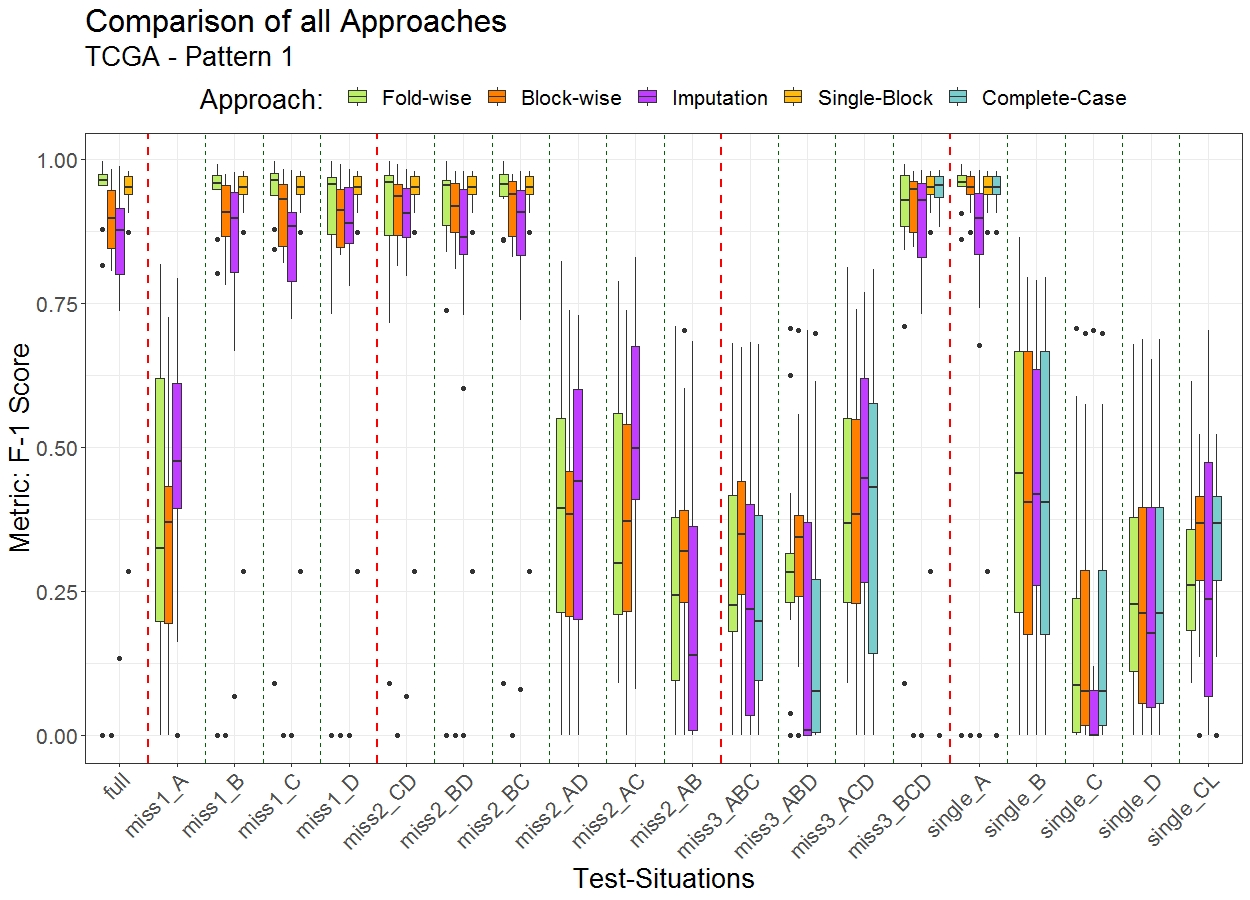 Comparison of all Approaches
TCGA - Pattern 1
Approach: Fold-wise Block-wise Imputation Single-Block Complete-Case
Metric: F-1 Score
1.00
0.75
0.50
0.25
0.00
full miss1_A miss1_B miss1_C miss1_D miss2_CD miss2_BD miss2_BC miss2_AD miss2_AC miss2_AB miss3_ABC miss3_ABD miss3_ACD miss3_BCD single_A single_B single_C single_D single_CL
Test-Situations